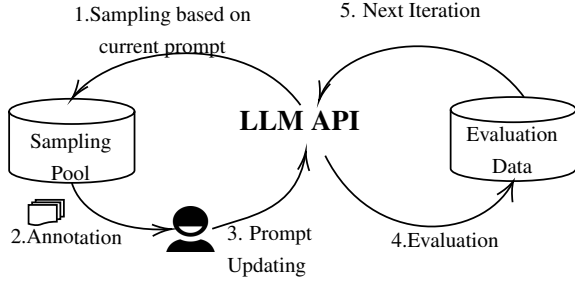 1.Sampling based on
current prompt
5. Next Iteration
LLM API
Sampling
Pool
Evaluation
Data
2.Annotation
3. Prompt
Updating
4.Evaluation